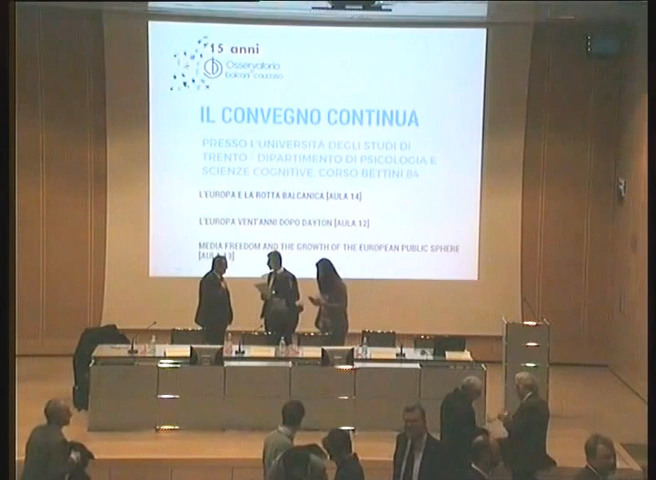 15 anni
Osservatorio
balcani e caucaso
IL CONVEGNO CONTINUA
PRESSO L'UNIVERSITÀ DEGLI STUDI DI
TRENTO - DIPARTIMENTO DI PSICOLOGIA E
SCIENZE COGNITIVE, CORSO BETTINI 84
L'EUROPA E LA ROTTA BALCANICA [AULA 14]
L'EUROPA VENT'ANNI DOPO DAYTON [AULA 12]
MEDIA FREEDOM AND THE GROWTH OF THE EUROPEAN PUBLIC SPHERE
[AULA 13]